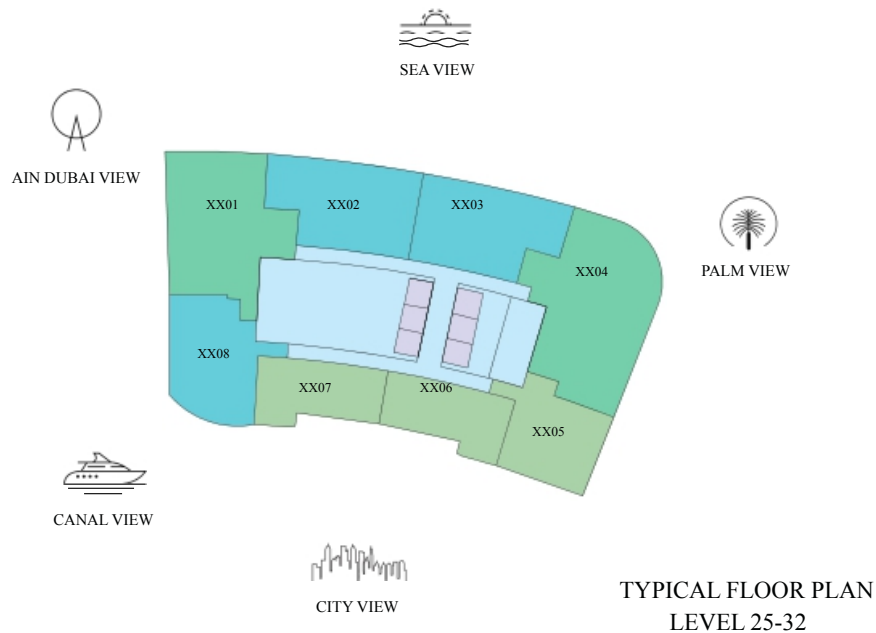 SEA VIEW
AIN DUBAI VIEW
XX01
XX02
XX03
XX04
PALM VIEW
XX08
XX07
XX06
XX05
CANAL VIEW
CITY VIEW
TYPICAL FLOOR PLAN
LEVEL 25-32